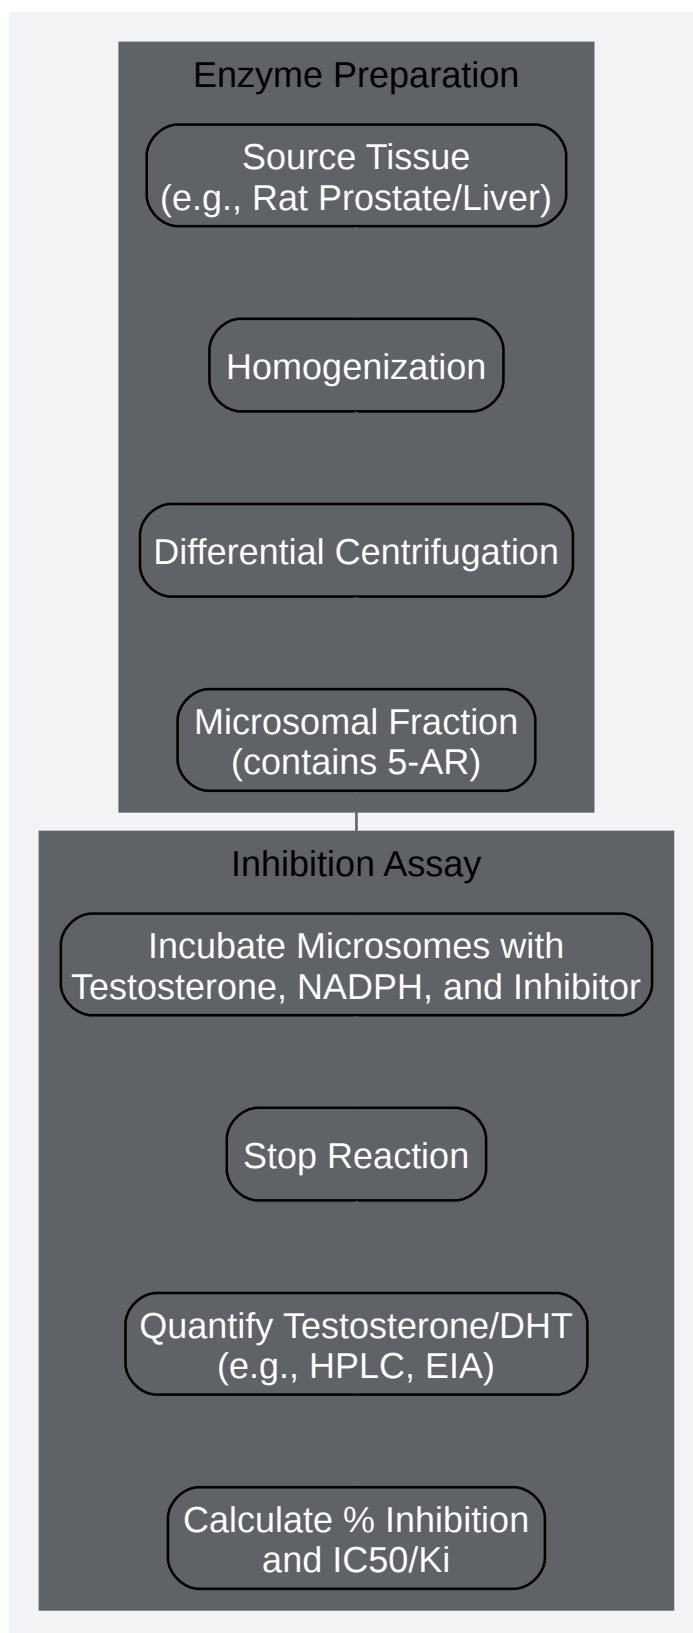 Enzyme Preparation
Source Tissue
(e.g., Rat Prostate/Liver)
Homogenization
Differential Centrifugation
Microsomal Fraction
(contains 5-AR)
Inhibition Assay
Incubate Microsomes with
Testosterone, NADPH, and Inhibitor
Stop Reaction
Quantify Testosterone/DHT
(e.g., HPLC, EIA)
Calculate % Inhibition
and IC50/Ki